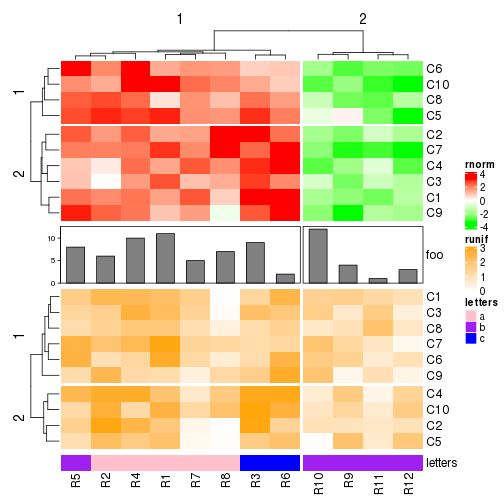 1 2
1
2
C6
C10
C8
C5
C2
C7
C4
C3
C1
C9
rnorm
4
2
0
-2
-4
runif
3
2
1
0
letters
a
b
c
10
5
0
foo
1
2
C1
C3
C8
C7
C6
C9
C4
C10
C2
C5
letters
R5 R2 R4 R1 R7 R8 R3 R6 R10 R9 R11 R12